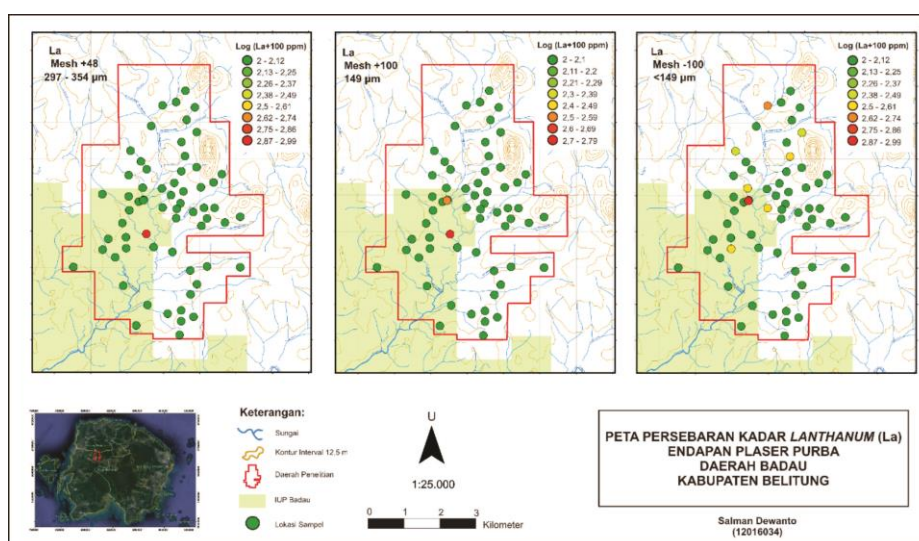 La
Mesh +48
297 - 354 µm
Log (La+100 ppm)
2 - 2,12
2,13 - 2,25
2,26 - 2,37
2,38 - 2,49
2,5 - 2,61
2,62 - 2,74
2,75 - 2,86
2,87 - 2,99
La
Mesh +100
149 µm
Log (La+100 ppm)
2 - 2,1
2,11 - 2,2
2,21 - 2,29
2,3 - 2,39
2,4 - 2,49
2,5 - 2,59
2,6 - 2,69
2,7 - 2,79
La
Mesh -100
<149 µm
Log (La+100 ppm)
2 - 2,12
2,13 - 2,25
2,26 - 2,37
2,38 - 2,49
2,5 - 2,61
2,62 - 2,74
2,75 - 2,86
2,87 - 2,99
Keterangan:
Sungai
Kontur Interval 12,5 m
Daerah Penelitian
IUP Badau
Lokasi Sampel
U
1:25.000
0 1 2 3
Kilometer
PETA PERSEBARAN KADAR LANTHANUM (La)
ENDAPAN PLASER PURBA
DAERAH BADAU
KABUPATEN BELITUNG
Salman Dewanto
(12016034)